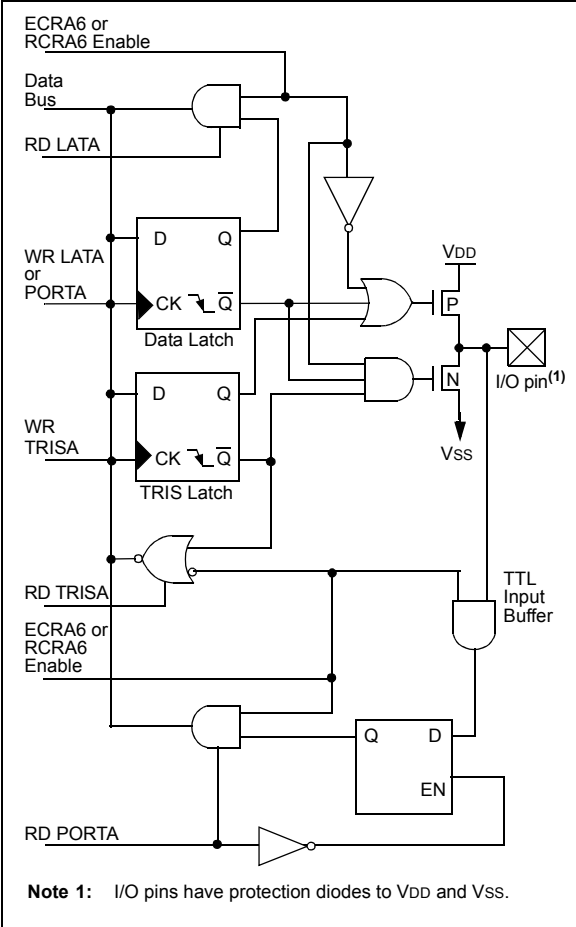 ECRA6 or
RCRA6 Enable
Data
Bus
RD LATA
WR LATA
or
PORTA
D Q
CK Q̅
Data Latch
VDD
P
N
I/O pin(1)
VSS
WR
TRISA
D Q
CK Q̅
TRIS Latch
RD TRISA
TTL
Input
Buffer
ECRA6 or
RCRA6
Enable
Q D
EN
RD PORTA
Note 1: I/O pins have protection diodes to VDD and VSS.